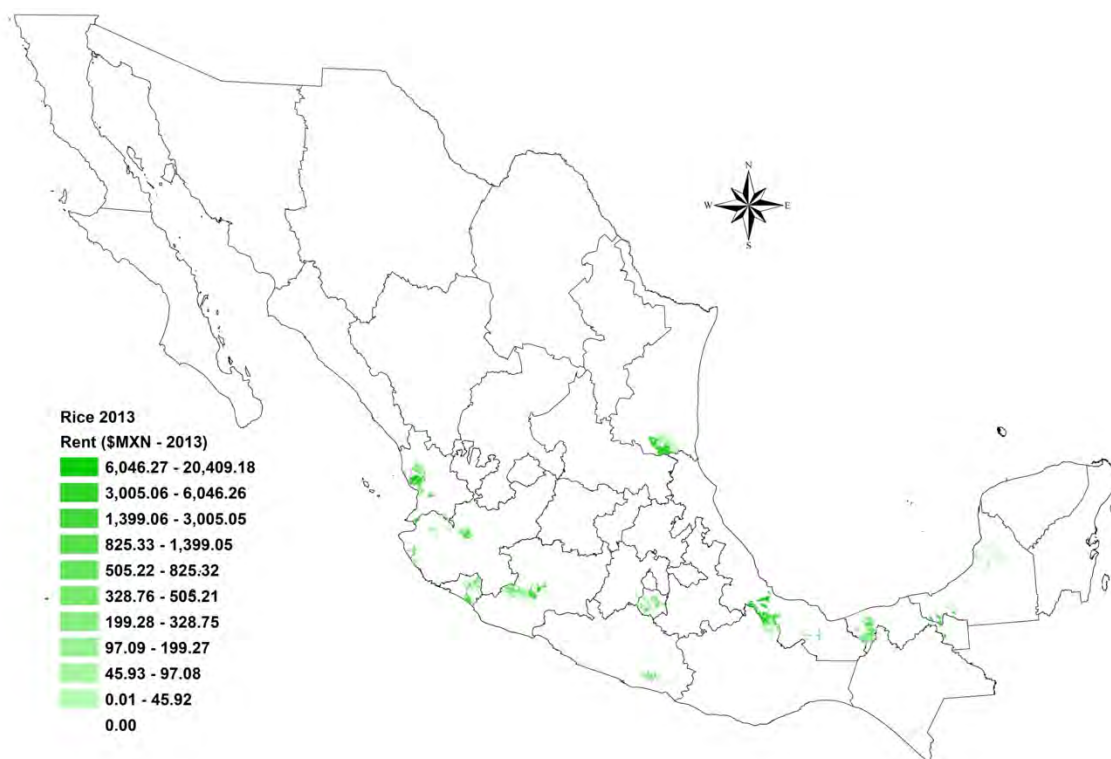 N
W E
S
Rice 2013
Rent ($MXN - 2013)
6,046.27 - 20,409.18
3,005.06 - 6,046.26
1,399.06 - 3,005.05
825.33 - 1,399.05
505.22 - 825.32
328.76 - 505.21
199.28 - 328.75
97.09 - 199.27
45.93 - 97.08
0.01 - 45.92
0.00